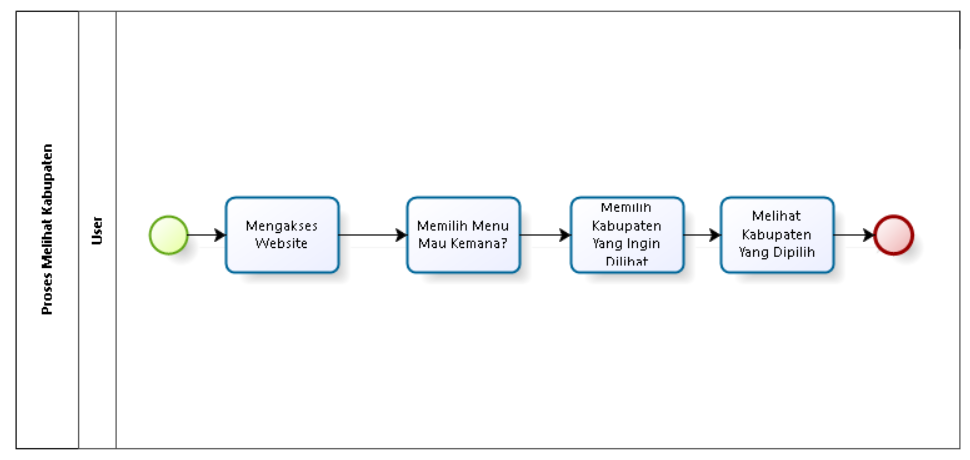 Proses Melihat Kabupaten
User
Mengakses
Website
Memilih Menu
Mau Kemana?
Memilih
Kabupaten
Yang Ingin
Dilihat
Melihat
Kabupaten
Yang Dipilih